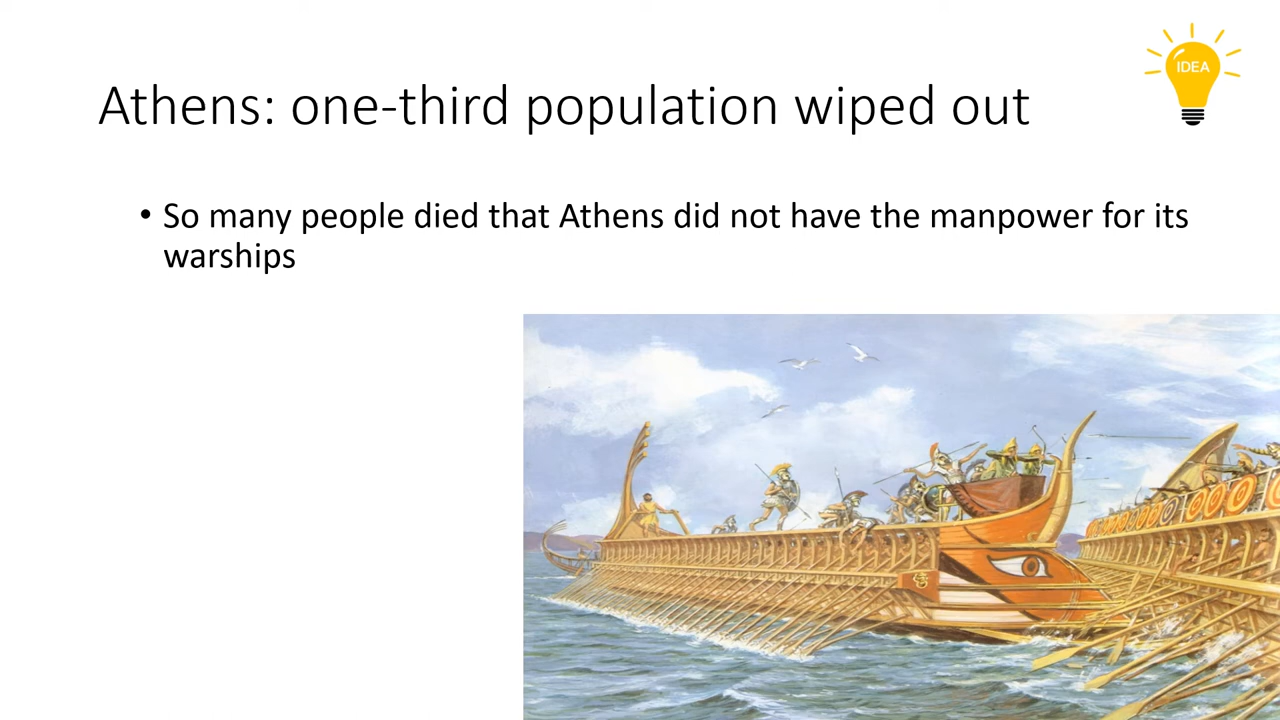 IDEA
Athens: one-third population wiped out
• So many people died that Athens did not have the manpower for its
warships